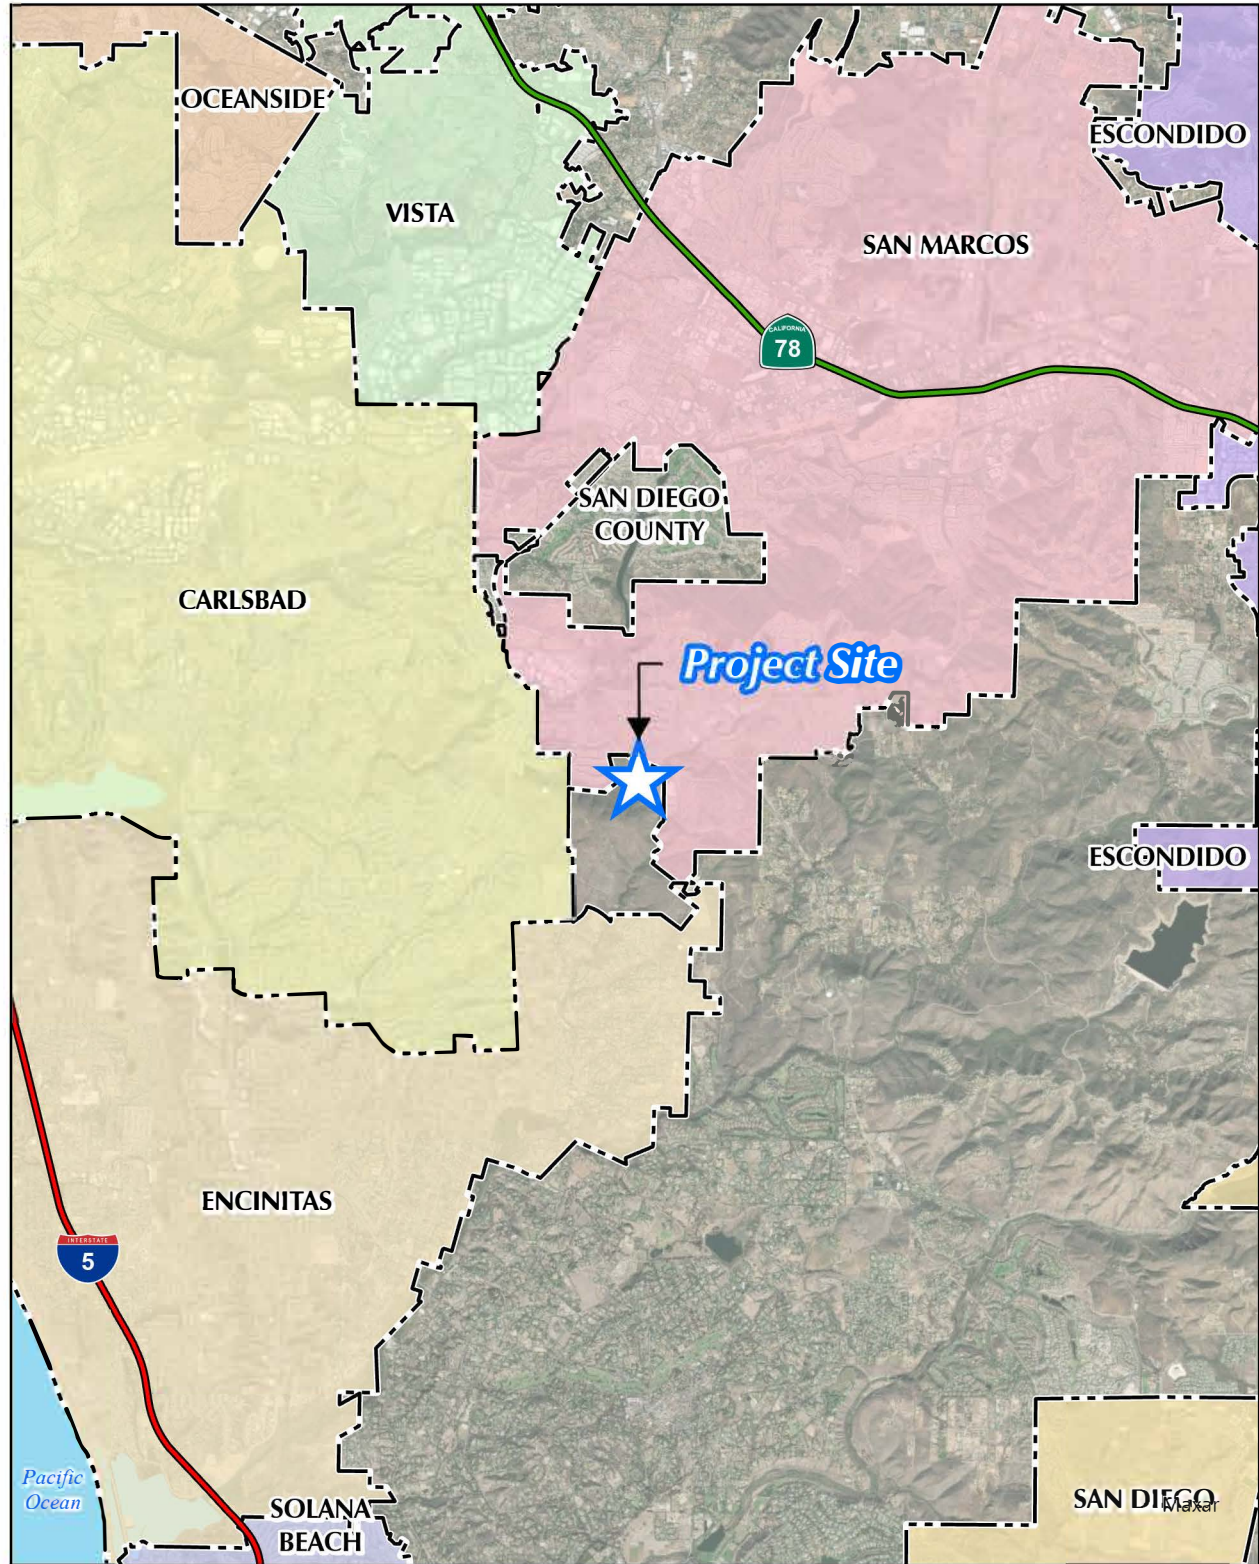 OCEANSIDE
ESCONDIDO
VISTA
SAN MARCOS
CALIFORNIA
78
SAN DIEGO
COUNTY
CARLSBAD
Project Site
ESCONDIDO
ENCINITAS
INTERSTATE
5
Pacific
Ocean
SOLANA
BEACH
SAN DIEGO
Maxar